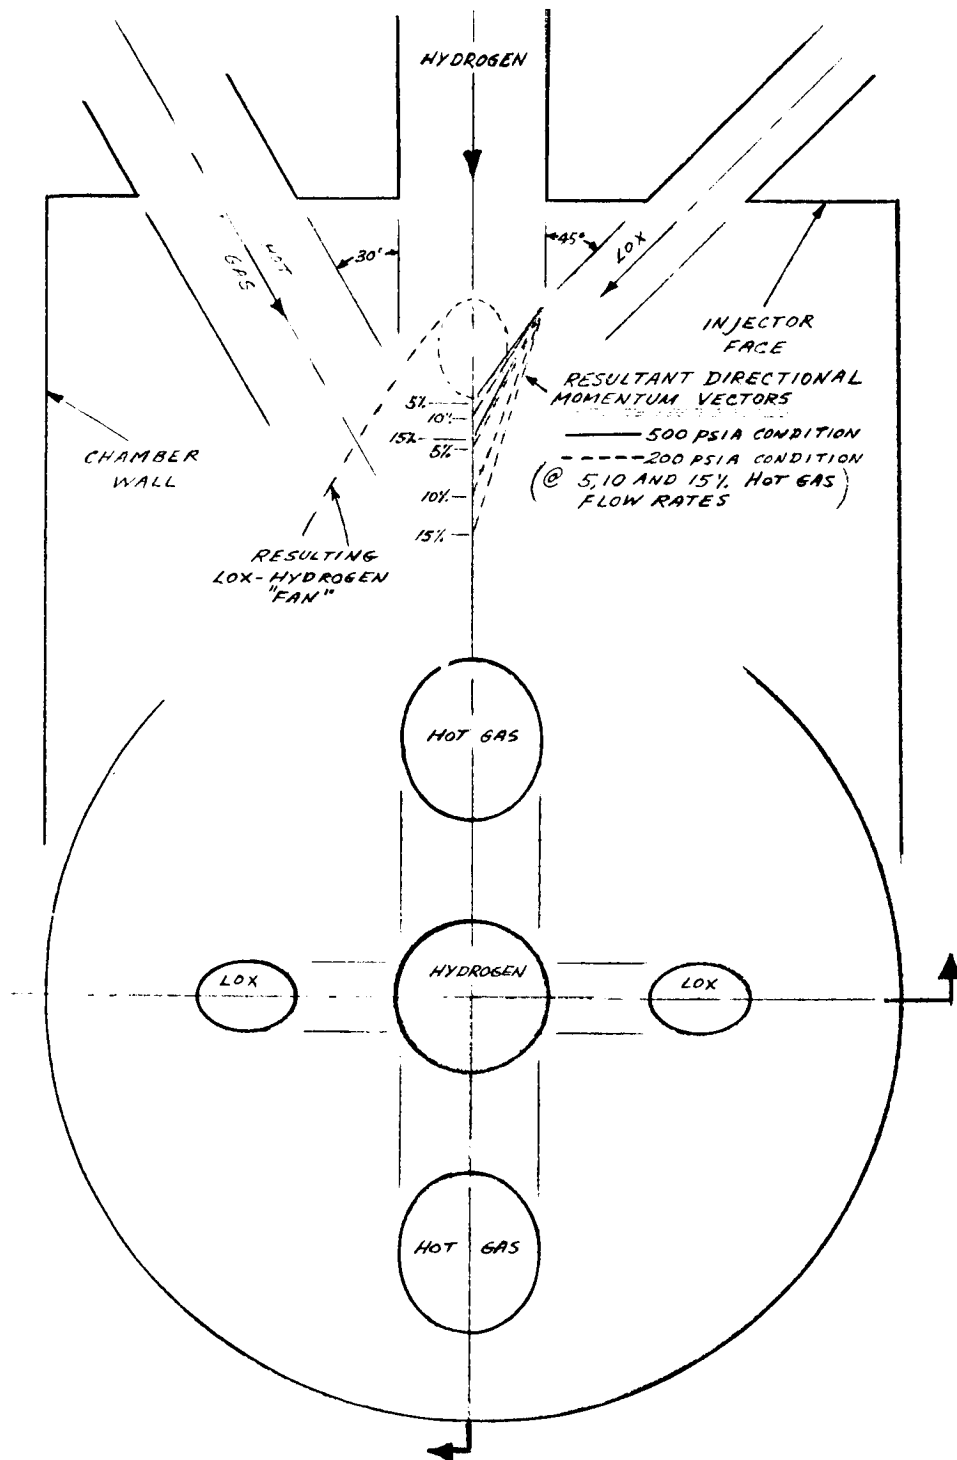 HYDROGEN
HOT
GAS
30°
45°
LOX
INJECTOR
FACE
RESULTANT DIRECTIONAL
MOMENTUM VECTORS
5%
10%
15%
5%
10%
15%
500 PSIA CONDITION
200 PSIA CONDITION
(@ 5,10 AND 15% HOT GAS)
FLOW RATES
CHAMBER
WALL
RESULTING
LOX-HYDROGEN
"FAN"
HOT GAS
LOX
HYDROGEN
LOX
HOT GAS